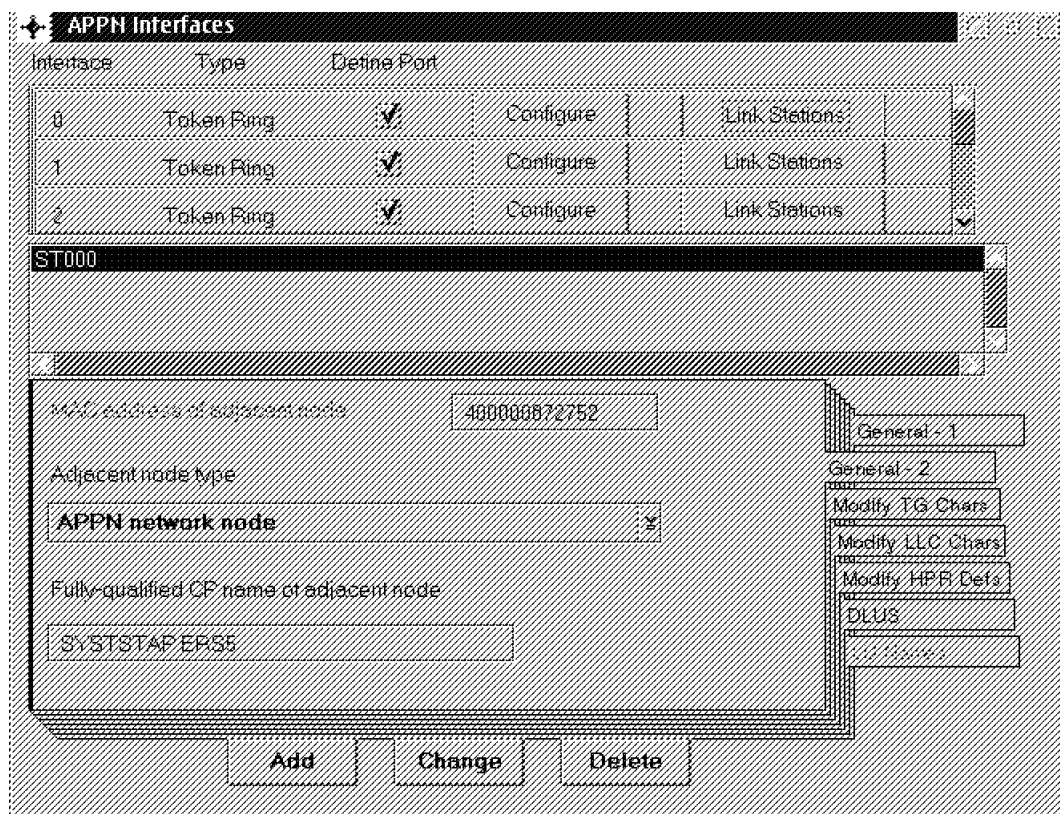 APPN Interfaces
Interface Type Define Port
0 Token Ring Configure Link Stations
1 Token Ring Configure Link Stations
2 Token Ring Configure Link Stations
ST000
MAC address of adjacent node 400000872752
General - 1
General - 2
Adjacent node type
Modify TG Chars
APPN network node
Modify LLC Chars
Modify HPR Defs
Fully-qualified CP name of adjacent node
DLUS
SYSTSTAP.ERS5
LU Names
Add Change Delete